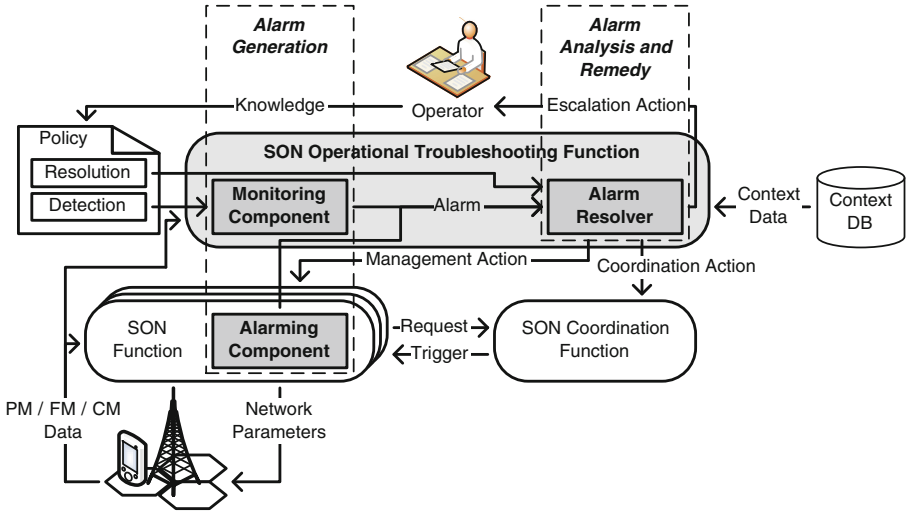 Alarm
Generation
Alarm
Analysis and
Remedy
Knowledge
Operator
Escalation Action
Policy
Resolution
Detection
SON Operational Troubleshooting Function
Monitoring
Component
Alarm
Alarm
Resolver
Context
Data
Context
DB
Management Action
Coordination Action
SON
Function
Alarming
Component
Request
Trigger
SON Coordination
Function
PM / FM / CM
Data
Network
Parameters